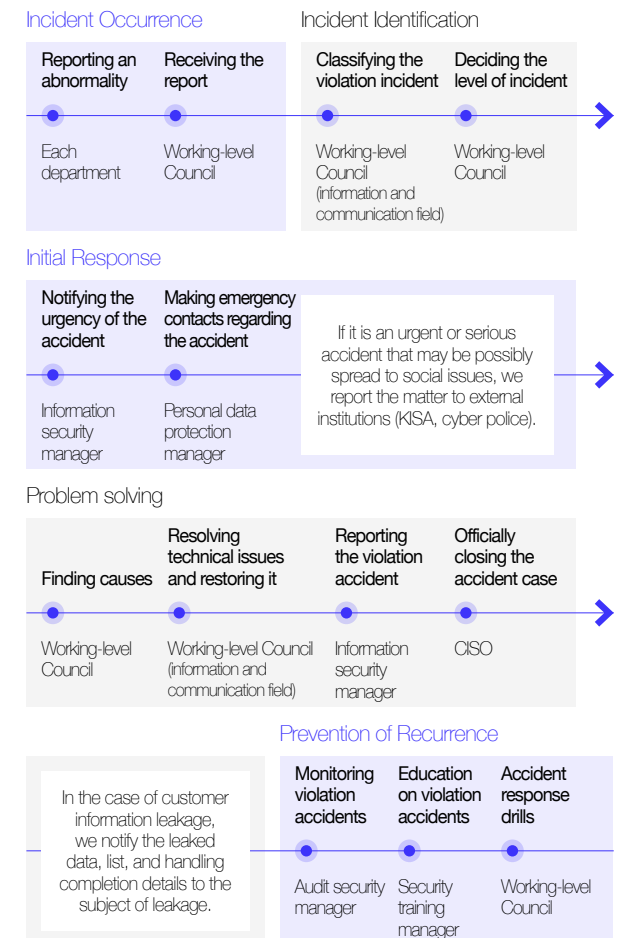 Incident Occurrence
Incident Identification
Reporting an
abnormality
Receiving the
report
Classifying the
violation incident
Deciding the
level of incident
Each
department
Working-level
Council
Working-level
Council
(information and
communication field)
Working-level
Council
Initial Response
Notifying the
urgency of the
accident
Making emergency
contacts regarding
the accident
If it is an urgent or serious
accident that may be possibly
spread to social issues, we
report the matter to external
institutions (KISA, cyber police).
Information
security
manager
Personal data
protection
manager
Problem solving
Finding causes
Resolving
technical issues
and restoring it
Reporting
the violation
accident
Officially
closing the
accident case
Working-level
Council
Working-level Council
(information and
communication field)
Information
security
manager
CISO
Prevention of Recurrence
In the case of customer
information leakage,
we notify the leaked
data, list, and handling
completion details to the
subject of leakage.
Monitoring
violation
accidents
Education
on violation
accidents
Accident
response
drills
Audit security
manager
Security
training
manager
Working-level
Council